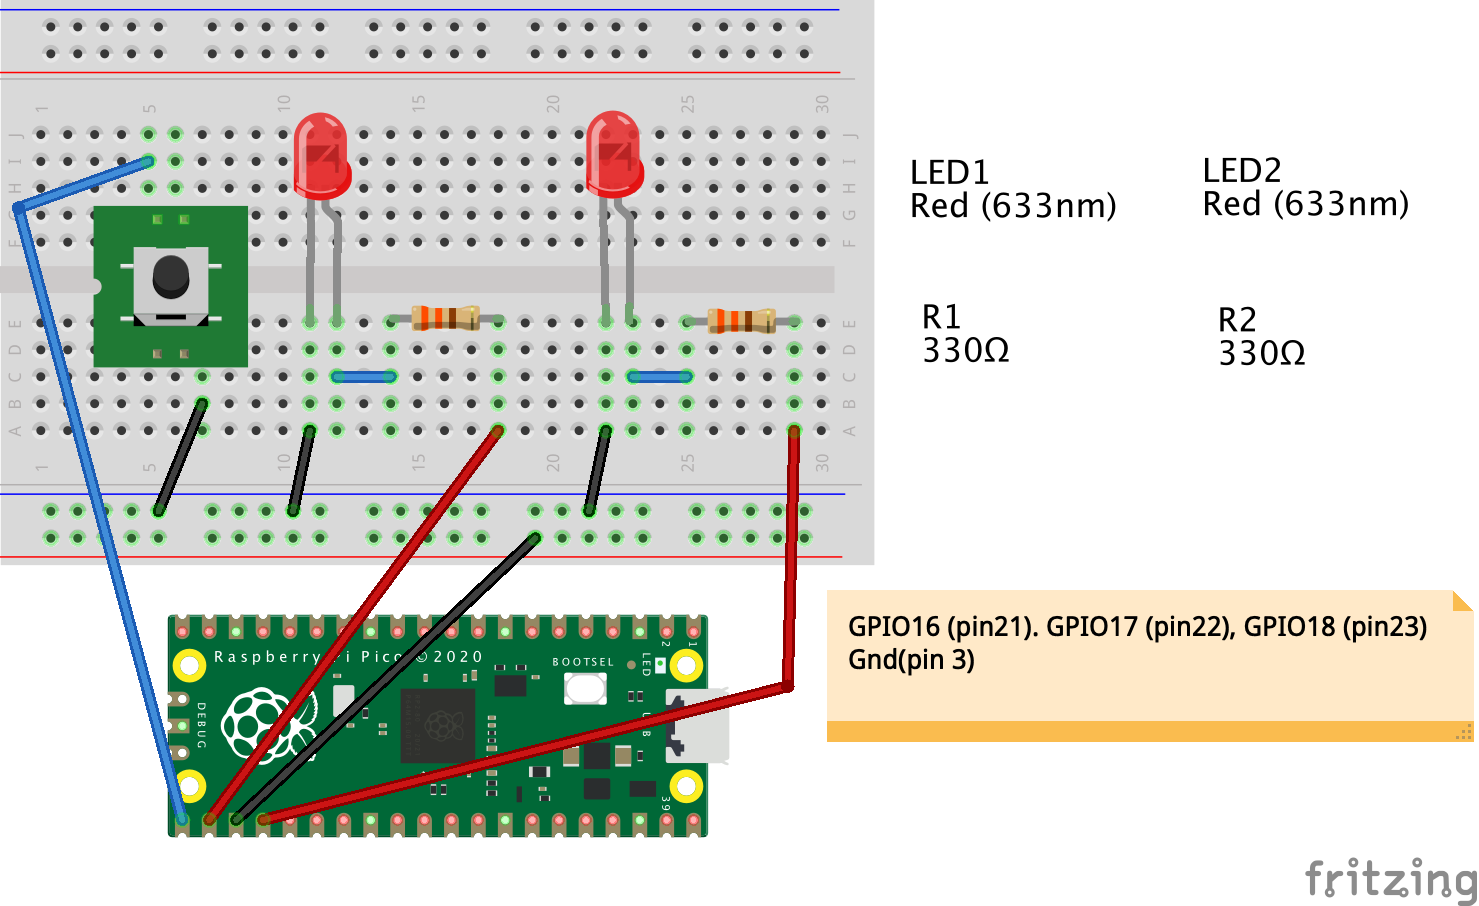 1 5 10 15 20 25 30
J J
I I
H H
G G
F F
LED1
Red (633nm)
LED2
Red (633nm)
E E
D D
C C
B B
A A
R1
330Ω
R2
330Ω
1 5 10 15 20 25 30
2 1
Raspberry Pi Pico © 2020
BOOTSEL
LED
DEBUG
USB
39
GPIO16 (pin21). GPIO17 (pin22), GPIO18 (pin23)
Gnd(pin 3)
fritzing